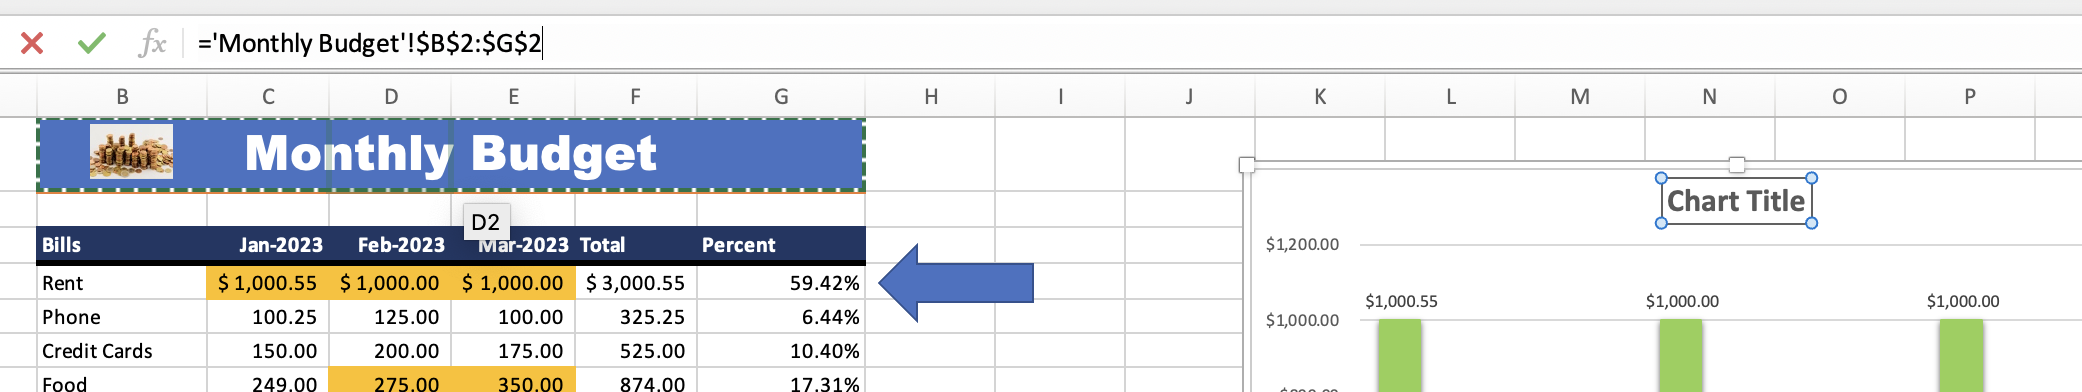 fx ='Monthly Budget'!$B$2:$G$2
B C D E F G H I J K L M N O P
Monthly Budget
Chart Title
D2
Bills Jan-2023 Feb-2023 Mar-2023 Total Percent
$1,200.00
Rent $ 1,000.55 $ 1,000.00 $ 1,000.00 $ 3,000.55 59.42%
$1,000.55 $1,000.00 $1,000.00
Phone 100.25 125.00 100.00 325.25 6.44%
$1,000.00
Credit Cards 150.00 200.00 175.00 525.00 10.40%
Food 249.00 275.00 350.00 874.00 17.31%